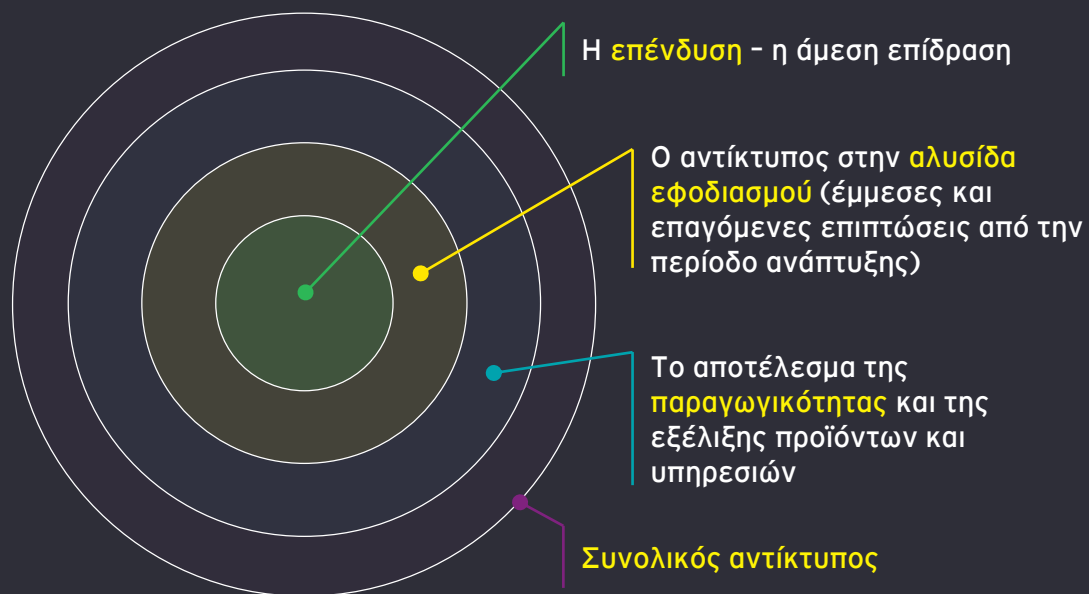 Η επένδυση – η άμεση επίδραση
Ο αντίκτυπος στην αλυσίδα
εφοδιασμού (έμμεσες και
επαγόμενες επιπτώσεις από την
περίοδο ανάπτυξης)
Το αποτέλεσμα της
παραγωγικότητας και της
εξέλιξης προϊόντων και
υπηρεσιών
Συνολικός αντίκτυπος